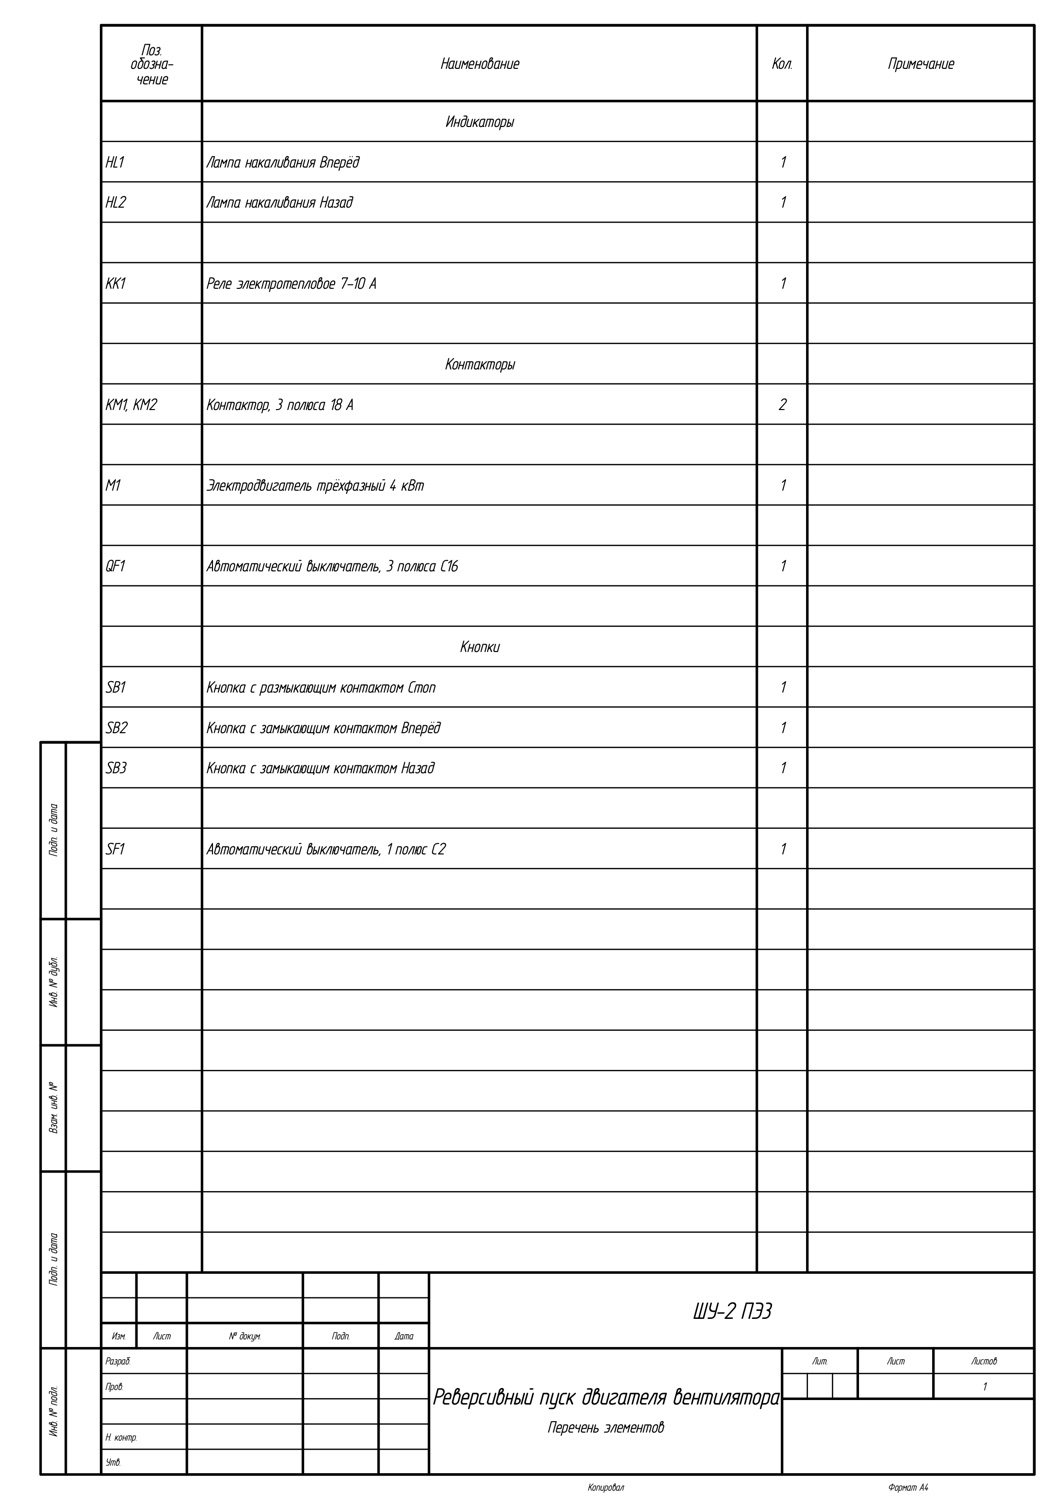 Поз.
обозна-
чение
Наименование
Кол.
Примечание
Индикаторы
HL1 Лампа накаливания Вперёд 1
HL2 Лампа накаливания Назад 1
KK1 Реле электротепловое 7-10 А 1
Контакторы
KM1, KM2 Контактор, 3 полюса 18 А 2
M1 Электродвигатель трёхфазный 4 кВт 1
QF1 Автоматический выключатель, 3 полюса С16 1
Кнопки
SB1 Кнопка с размыкающим контактом Стоп 1
SB2 Кнопка с замыкающим контактом Вперёд 1
SB3 Кнопка с замыкающим контактом Назад 1
SF1 Автоматический выключатель, 1 полюс С2 1
Подп. и дата
Инв. № дубл.
Взам. инв. №
Подп. и дата
Инв. № подл.
ШУ-2 ПЭ3
Изм Лист № докум. Подп. Дата
Разраб.
Пров.
Н. контр.
Утв.
Реверсивный пуск двигателя вентилятора
Перечень элементов
Лит. Лист Листов
1
Копировал Формат А4